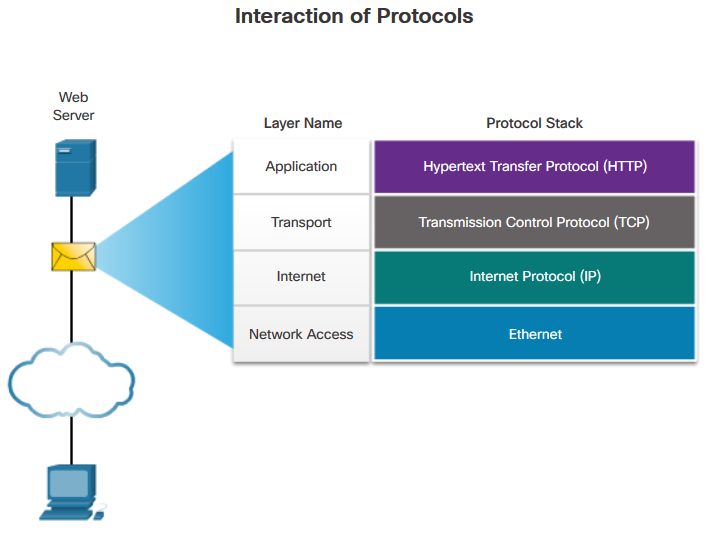 Interaction of Protocols
Web
Server
Layer Name
Protocol Stack
Application
Hypertext Transfer Protocol (HTTP)
Transport
Transmission Control Protocol (TCP)
Internet
Internet Protocol (IP)
Network Access
Ethernet